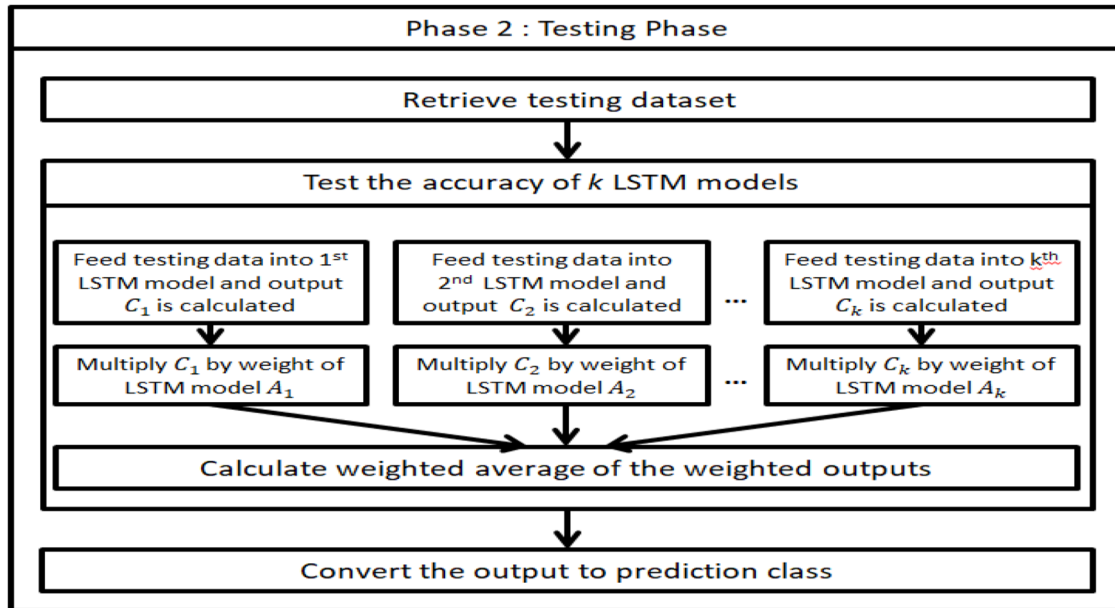 Phase 2 : Testing Phase
Retrieve testing dataset
Test the accuracy of k LSTM models
Feed testing data into 1st
LSTM model and output
C₁ is calculated
Feed testing data into
2nd LSTM model and
output C₂ is calculated
...
Feed testing data into kth
LSTM model and output
Cₖ is calculated
Multiply C₁ by weight of
LSTM model A₁
Multiply C₂ by weight of
LSTM model A₂
...
Multiply Cₖ by weight of
LSTM model Aₖ
Calculate weighted average of the weighted outputs
Convert the output to prediction class